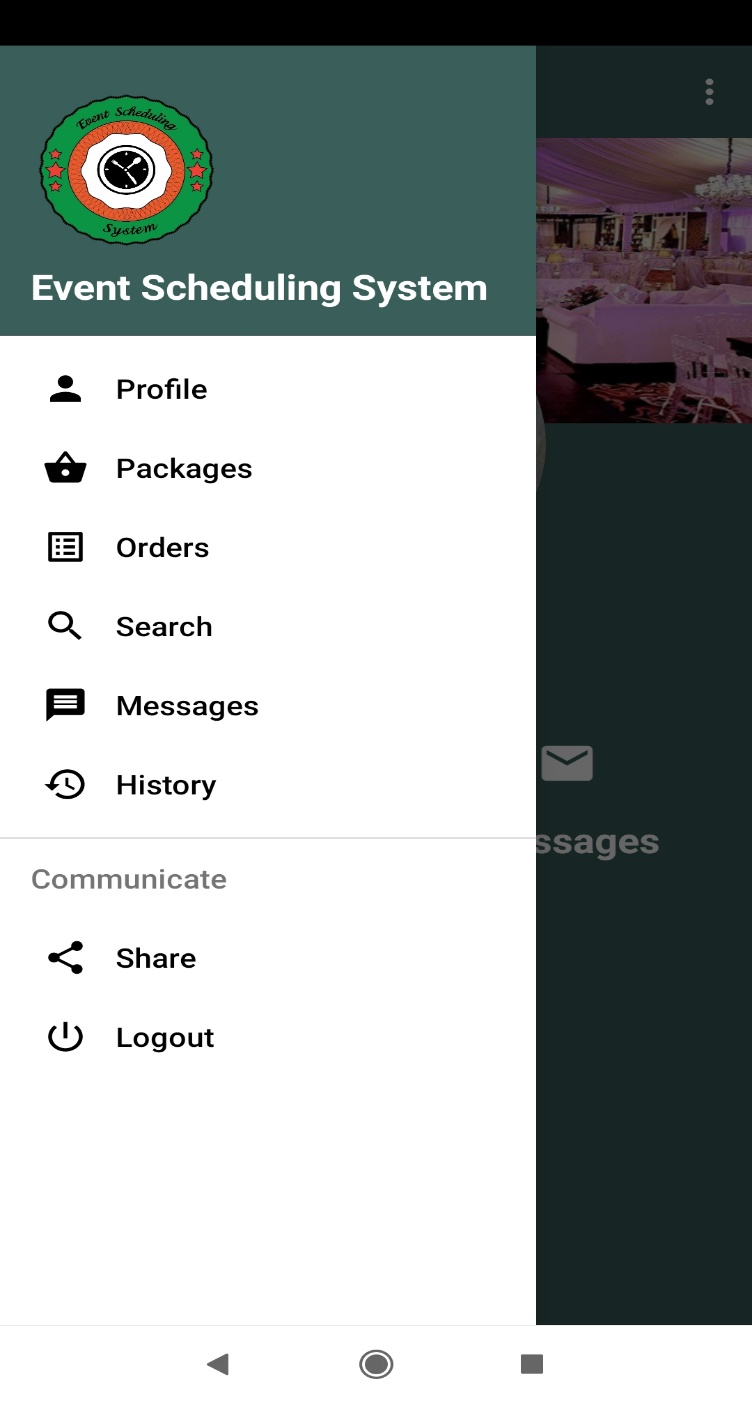 Event Scheduling
System
Event Scheduling System
Profile
Packages
Orders
Search
Messages
History
ssages
Communicate
Share
Logout